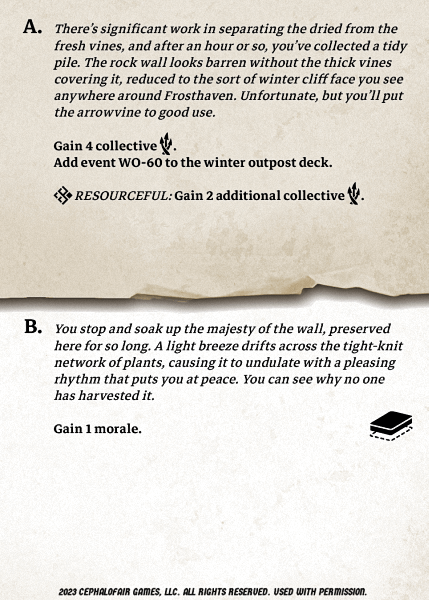 A. There's significant work in separating the dried from the
fresh vines, and after an hour or so, you've collected a tidy
pile. The rock wall looks barren without the thick vines
covering it, reduced to the sort of winter cliff face you see
anywhere around Frosthaven. Unfortunate, but you'll put
the arrowvine to good use.
Gain 4 collective .
Add event WO-60 to the winter outpost deck.
RESOURCEFUL: Gain 2 additional collective .
B. You stop and soak up the majesty of the wall, preserved
here for so long. A light breeze drifts across the tight-knit
network of plants, causing it to undulate with a pleasing
rhythm that puts you at peace. You can see why no one
has harvested it.
Gain 1 morale.
2023 CEPHALOFAIR GAMES, LLC. ALL RIGHTS RESERVED. USED WITH PERMISSION.